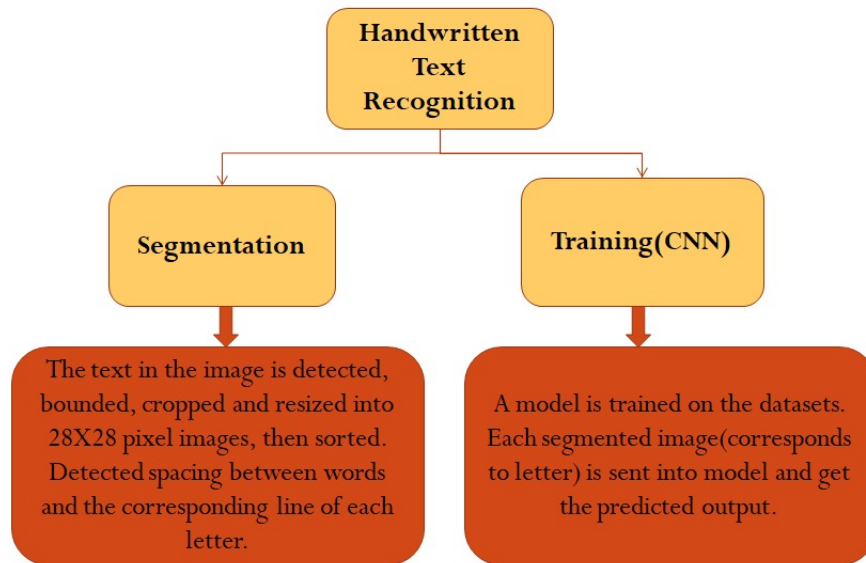 Handwritten
Text
Recognition
Segmentation
Training(CNN)
The text in the image is detected,
bounded, cropped and resized into
28X28 pixel images, then sorted.
Detected spacing between words
and the corresponding line of each
letter.
A model is trained on the datasets.
Each segmented image(corresponds
to letter) is sent into model and get
the predicted output.